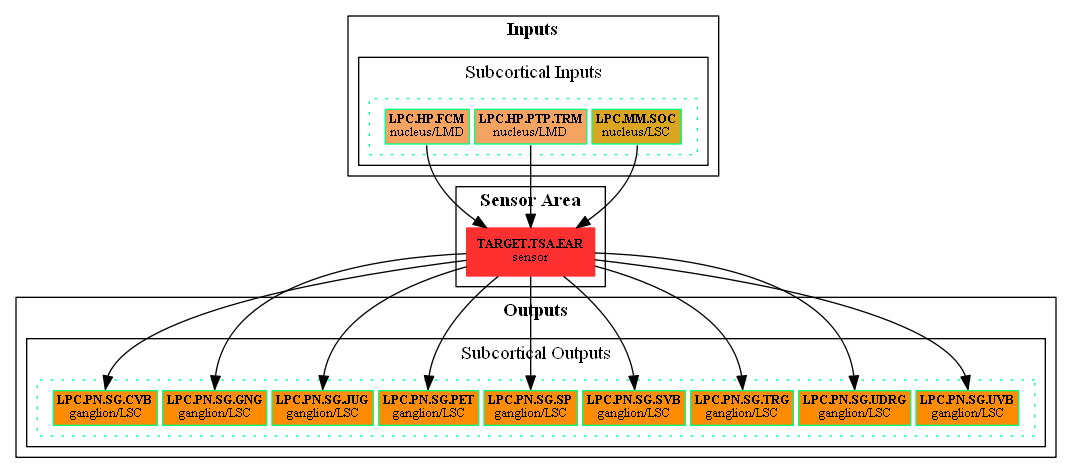 Inputs
Subcortical Inputs
LPC.HP.FCM
nucleus/LMD
LPC.HP.PTP.TRM
nucleus/LMD
LPC.MM.SOC
nucleus/LSC
Sensor Area
TARGET.TSA.EAR
sensor
Outputs
Subcortical Outputs
LPC.PN.SG.CVB
ganglion/LSC
LPC.PN.SG.GNG
ganglion/LSC
LPC.PN.SG.JUG
ganglion/LSC
LPC.PN.SG.PET
ganglion/LSC
LPC.PN.SG.SP
ganglion/LSC
LPC.PN.SG.SVB
ganglion/LSC
LPC.PN.SG.TRG
ganglion/LSC
LPC.PN.SG.UDRG
ganglion/LSC
LPC.PN.SG.UVB
ganglion/LSC